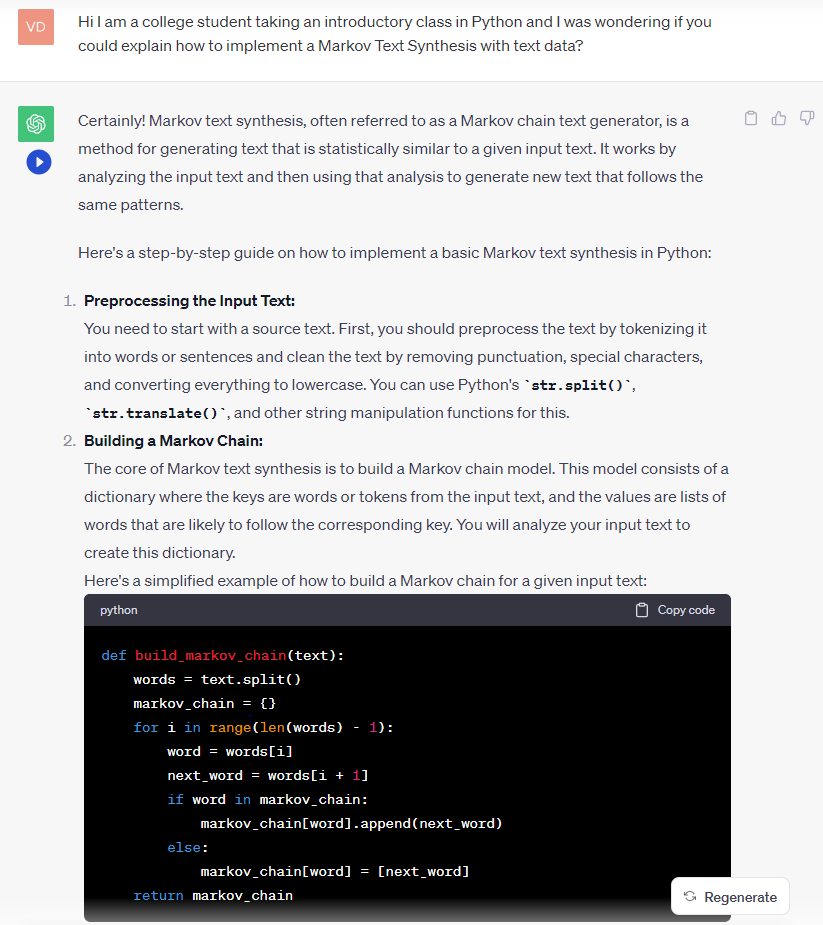 VD
Hi I am a college student taking an introductory class in Python and I was wondering if you
could explain how to implement a Markov Text Synthesis with text data?
Certainly! Markov text synthesis, often referred to as a Markov chain text generator, is a
method for generating text that is statistically similar to a given input text. It works by
analyzing the input text and then using that analysis to generate new text that follows the
same patterns.
Here's a step-by-step guide on how to implement a basic Markov text synthesis in Python:
1. Preprocessing the Input Text:
You need to start with a source text. First, you should preprocess the text by tokenizing it
into words or sentences and clean the text by removing punctuation, special characters,
and converting everything to lowercase. You can use Python's `str.split()`,
`str.translate()`, and other string manipulation functions for this.
2. Building a Markov Chain:
The core of Markov text synthesis is to build a Markov chain model. This model consists of a
dictionary where the keys are words or tokens from the input text, and the values are lists of
words that are likely to follow the corresponding key. You will analyze your input text to
create this dictionary.
Here's a simplified example of how to build a Markov chain for a given input text:
python Copy code
def build_markov_chain(text):
    words = text.split()
    markov_chain = {}
    for i in range(len(words) - 1):
        word = words[i]
        next_word = words[i + 1]
        if word in markov_chain:
            markov_chain[word].append(next_word)
        else:
            markov_chain[word] = [next_word]
    return markov_chain
Regenerate